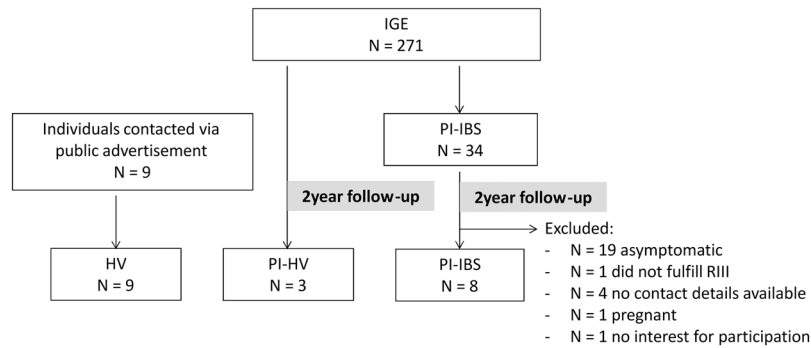 IGE
N = 271
Individuals contacted via
public advertisement
N = 9
PI-IBS
N = 34
2year follow-up
2year follow-up
Excluded:
- N = 19 asymptomatic
- N = 1 did not fulfill RIII
- N = 4 no contact details available
- N = 1 pregnant
- N = 1 no interest for participation
HV
N = 9
PI-HV
N = 3
PI-IBS
N = 8